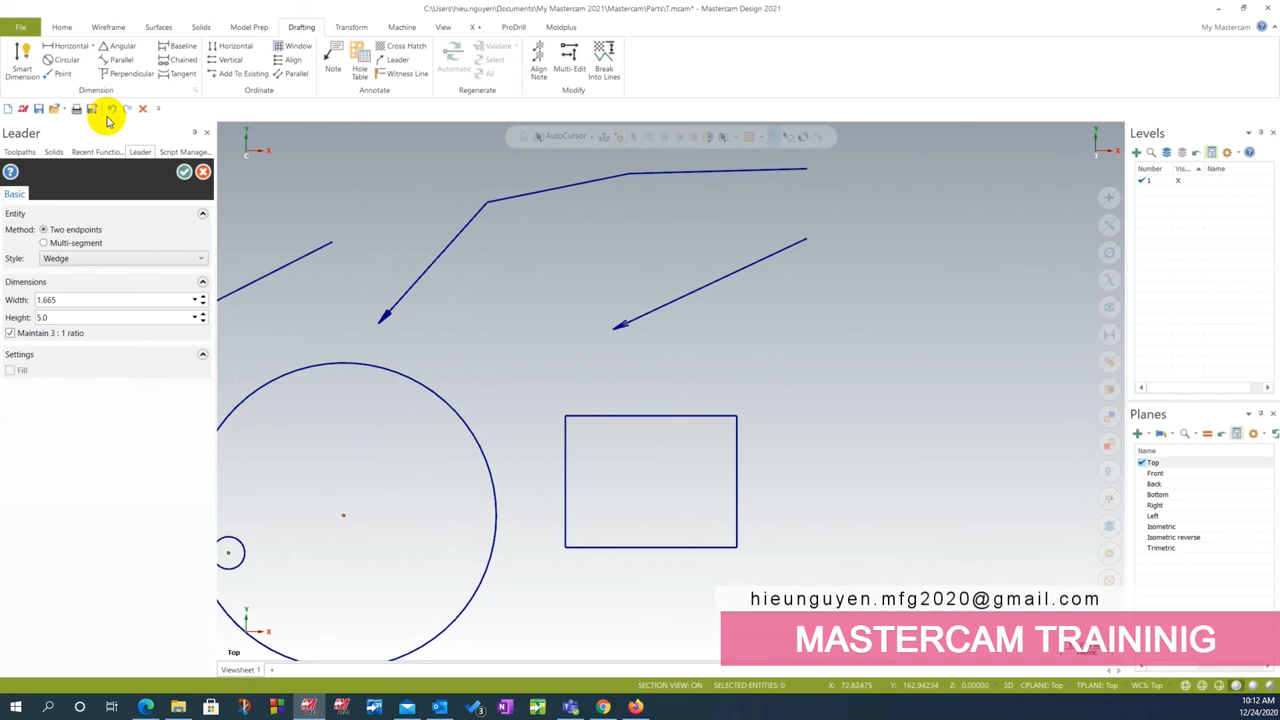 C:\Users\hieu.nguyen\Documents\My Mastercam 2021\Mastercam\Parts\T.mcam* - Mastercam Design 2021
File Home Wireframe Surfaces Solids Model Prep Drafting Transform Machine View X + ProDrill Moldplus My Mastercam
Horizontal Angular Baseline Horizontal Window Cross Hatch Validate
Circular Parallel Chained Vertical Align Leader Select
Point Perpendicular Tangent Add To Existing Parallel Witness Line All
Smart Dimension
Note
Hole Table
Automatic
Align Note
Multi-Edit
Break Into Lines
Dimension Ordinate Annotate Regenerate Modify
Leader
Toolpaths Solids Recent Functio... Leader Script Manage...
Basic
Entity
Method: Two endpoints
Multi-segment
Style: Wedge
Dimensions
Width: 1.665
Height: 5.0
Maintain 3 : 1 ratio
Settings
Fill
AutoCursor
Y
X
C
Y
X
T
Y
X
Top
Viewsheet 1 +
Levels
Number Vis... Name
1 X
Planes
Name
Top
Front
Back
Bottom
Right
Left
Isometric
Isometric reverse
Trimetric
hieunguyen.mfg2020@gmail.com
MASTERCAM TRAININIG
SECTION VIEW: ON SELECTED ENTITIES: 0 X: 72.82475 Y: 162.94234 Z: 0.00000 3D CPLANE: Top TPLANE: Top WCS: Top
10:12 AM
12/24/2020